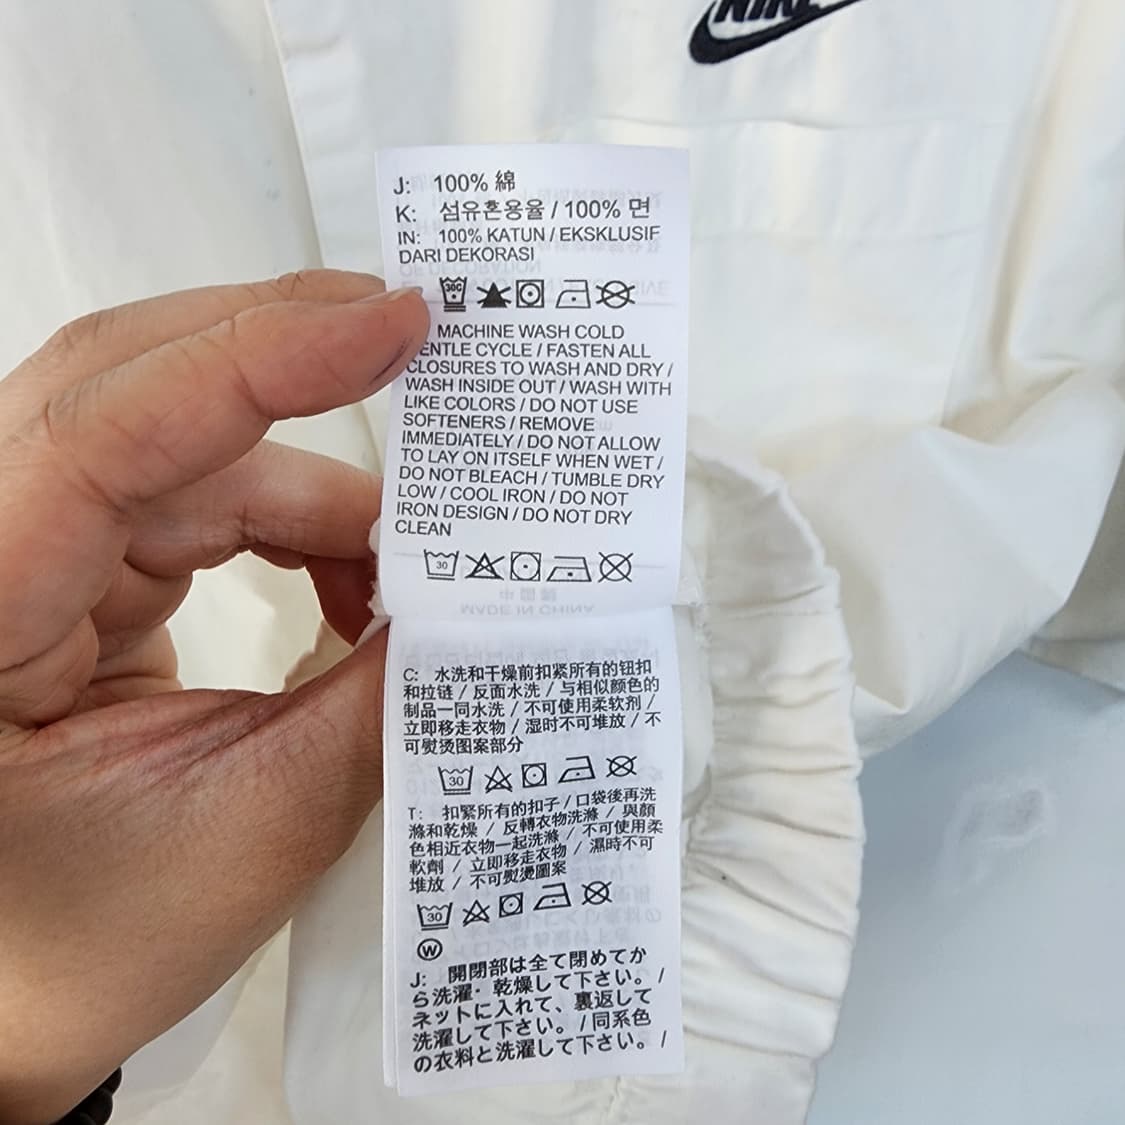 NIKE
J: 100% 綿
K: 섬유혼용율 / 100% 면
IN: 100% KATUN / EKSKLUSIF
DARI DEKORASI
30C
MACHINE WASH COLD
ENTLE CYCLE / FASTEN ALL
CLOSURES TO WASH AND DRY /
WASH INSIDE OUT / WASH WITH
LIKE COLORS / DO NOT USE
SOFTENERS / REMOVE
IMMEDIATELY / DO NOT ALLOW
TO LAY ON ITSELF WHEN WET /
DO NOT BLEACH / TUMBLE DRY
LOW / COOL IRON / DO NOT
IRON DESIGN / DO NOT DRY
CLEAN
30
C: 水洗和干燥前扣紧所有的钮扣
和拉链 / 反面水洗 / 与相似颜色的
制品一同水洗 / 不可使用柔软剂 /
立即移走衣物 / 湿时不可堆放 / 不
可熨烫图案部分
30
T: 扣緊所有的扣子 / 口袋後再洗
滌和乾燥 / 反轉衣物洗滌 / 與顏
色相近衣物一起洗滌 / 不可使用柔
軟劑 / 立即移走衣物 / 濕時不可
堆放 / 不可熨燙圖案
30
W
J: 開閉部は全て閉めてか
ら洗濯・乾燥して下さい。 /
ネットに入れて、裏返して
洗濯して下さい。 / 同系色
の衣料と洗濯して下さい。 /